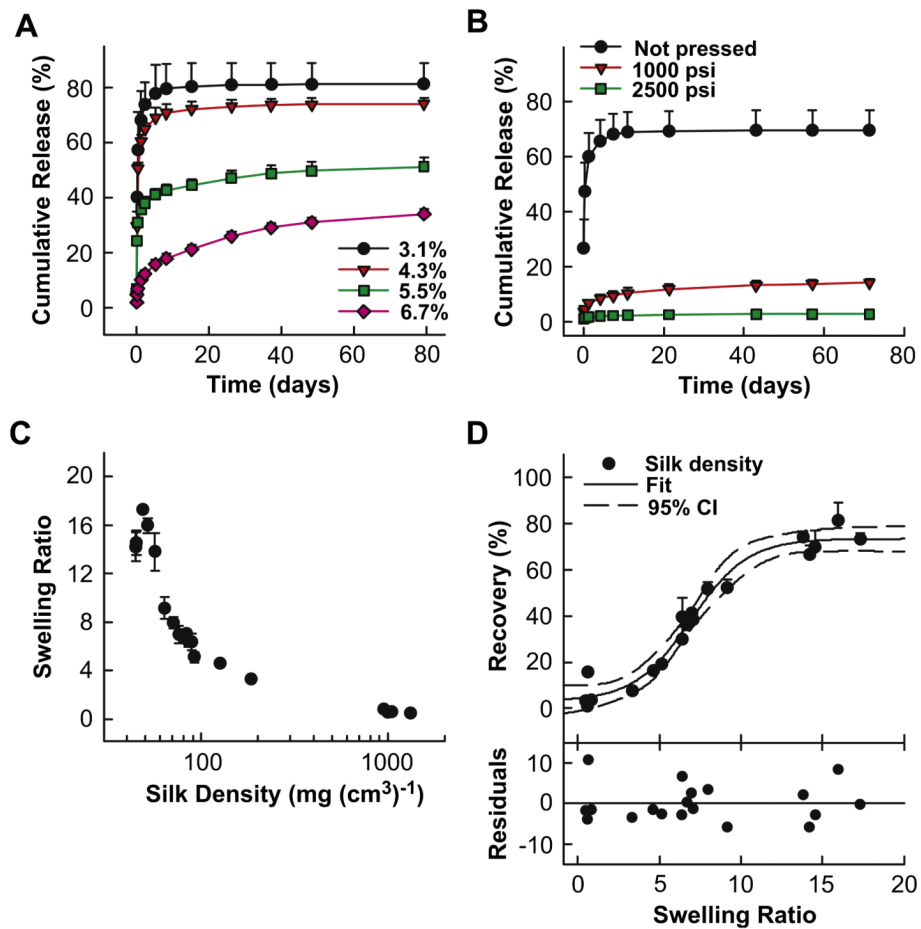 A
Cumulative Release (%)
80
60
40
20
0
3.1%
4.3%
5.5%
6.7%
0 20 40 60 80
Time (days)
B
Cumulative Release (%)
Not pressed
1000 psi
2500 psi
80
60
40
20
0
0 20 40 60 80
Time (days)
C
Swelling Ratio
20
16
12
8
4
0
100 1000
Silk Density (mg (cm³)⁻¹)
D
Recovery (%)
Silk density
Fit
95% CI
100
80
60
40
20
0
Residuals
10
0
-10
0 5 10 15 20
Swelling Ratio